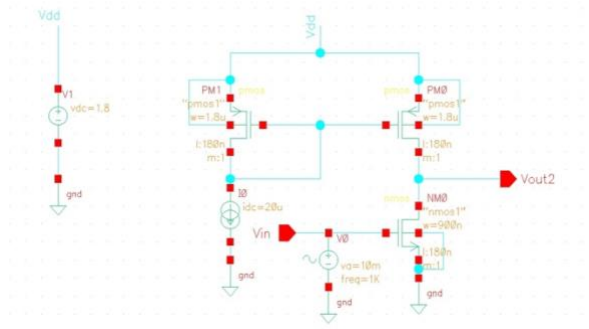 Vdd
Vdd
V1
vdc=1.8
gnd
PM1
pmos
"pmos1"
w=1.8u
l:180n
m:1
pmos
PM0
"pmos1"
w=1.8u
l:180n
m:1
Vout2
I0
idc=20u
gnd
Vin
V0
va=10m
freq=1K
gnd
nmos
NM0
"nmos1"
w=900n
l:180n
m:1
gnd